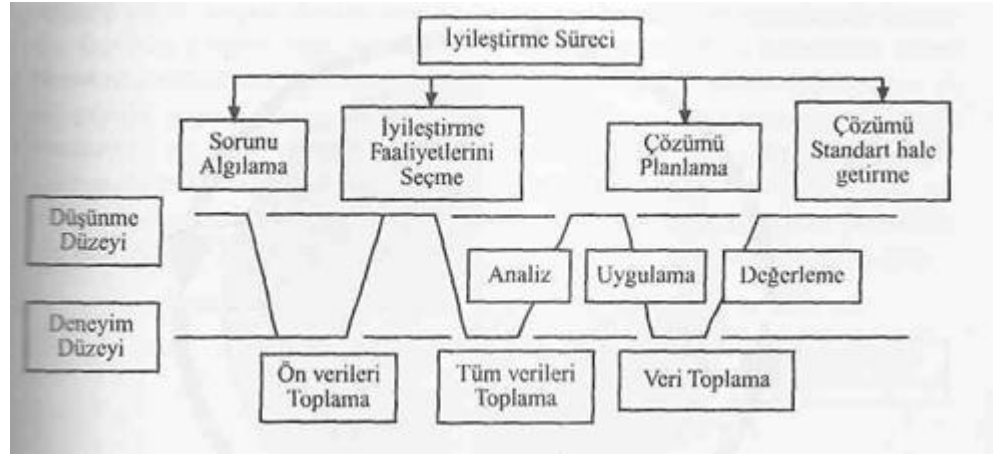 İyileştirme Süreci
Sorunu
Algılama
İyileştirme
Faaliyetlerini
Seçme
Çözümü
Planlama
Çözümü
Standart hale
getirme
Düşünme
Düzeyi
Analiz
Uygulama
Değerleme
Deneyim
Düzeyi
Ön verileri
Toplama
Tüm verileri
Toplama
Veri Toplama